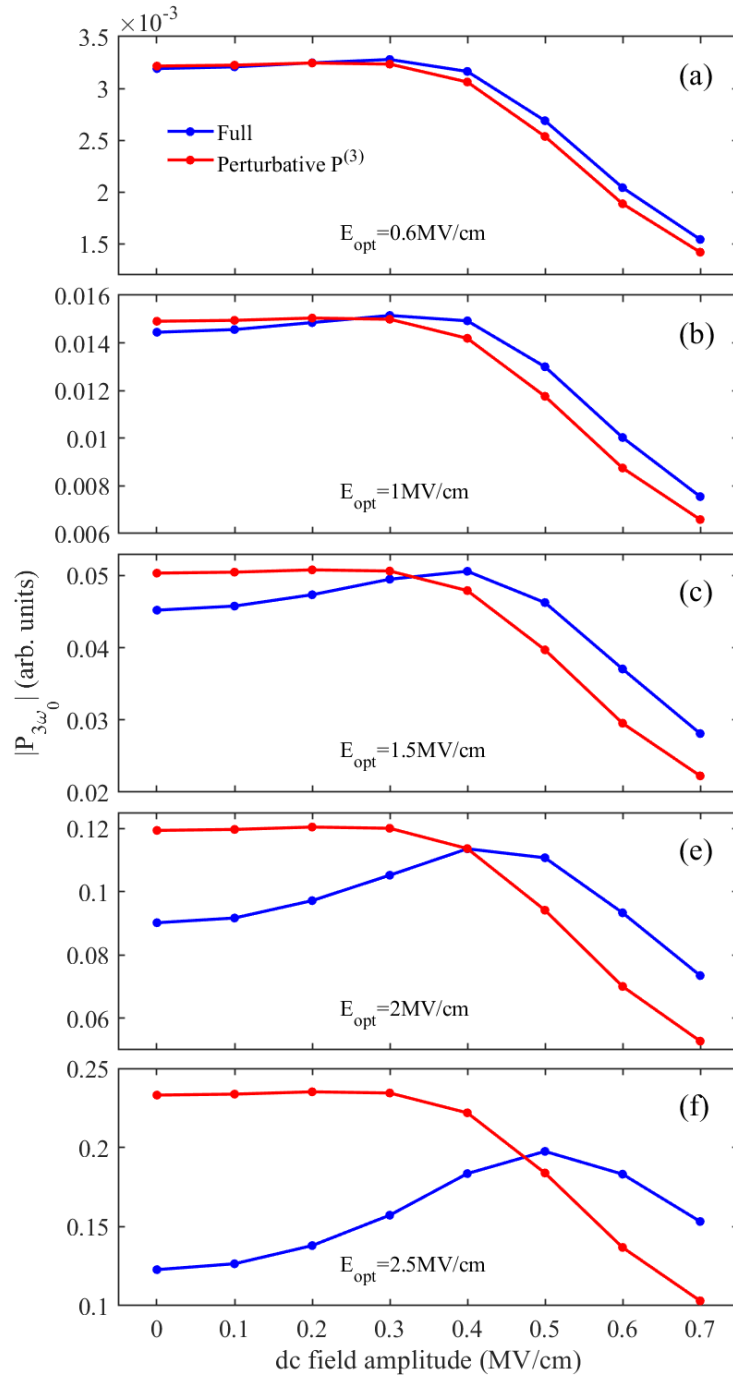 ×10⁻³
3.5
3
2.5
2
1.5
(a)
Full
Perturbative P⁽³⁾
E_opt=0.6MV/cm
0.016
0.014
0.012
0.01
0.008
0.006
(b)
E_opt=1MV/cm
0.05
0.04
0.03
0.02
(c)
E_opt=1.5MV/cm
|P_3ω₀| (arb. units)
0.12
0.1
0.08
0.06
(e)
E_opt=2MV/cm
0.25
0.2
0.15
0.1
(f)
E_opt=2.5MV/cm
0 0.1 0.2 0.3 0.4 0.5 0.6 0.7
dc field amplitude (MV/cm)